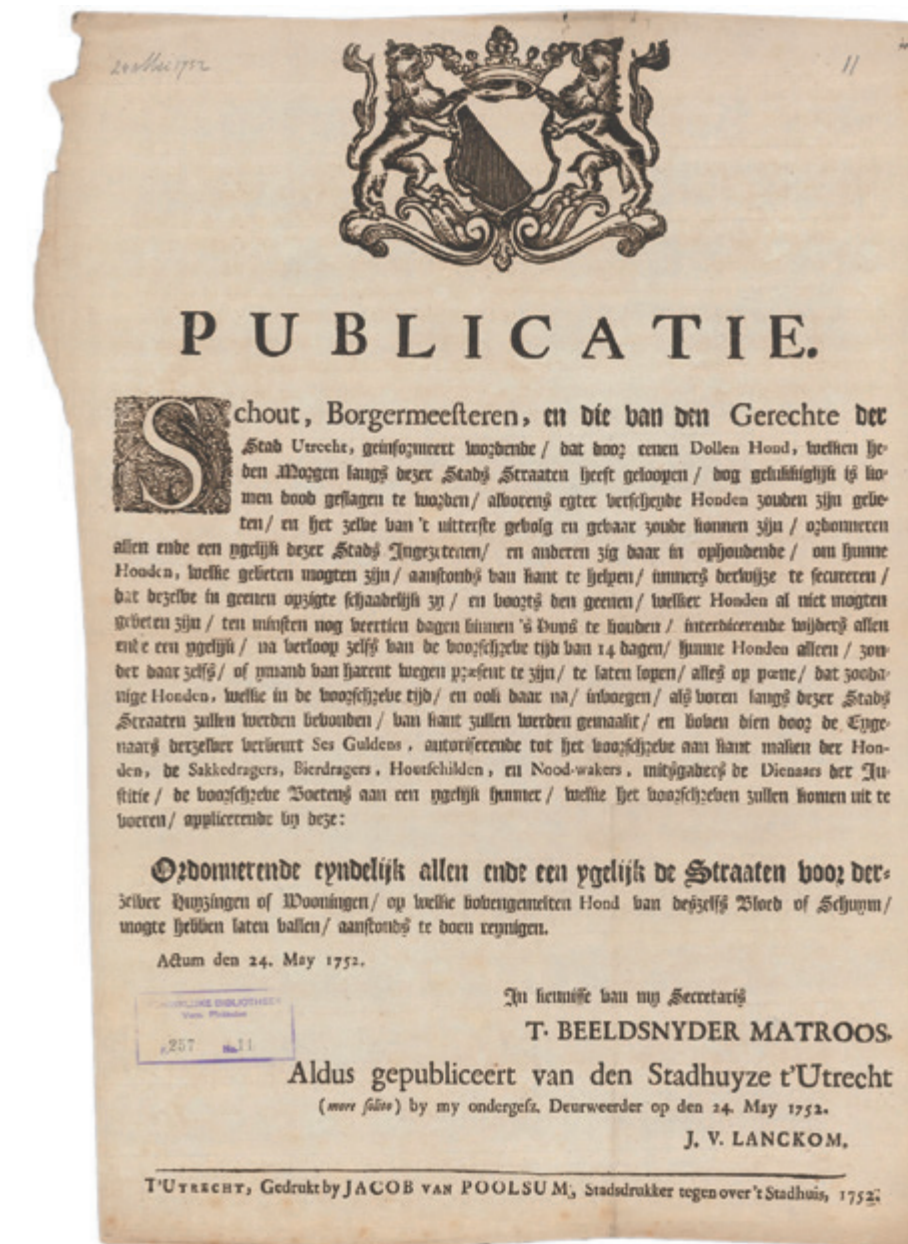 24 Mei 1752
11
PUBLICATIE.
Schout, Borgermeesteren, en die van den Gerechte der
Stad Utrecht, geinformeert wordende / dat door eenen Dollen Hond, welken he-
den Morgen langs dezer Stads Straaten heeft geloopen / dog gelukkiglijk is ko-
men dood geslagen te worden / alvorens egter verscheyde Honden zouden zijn gebe-
ten / en het zelve van 't uitterste gevolg en gevaar zoude konnen zijn / ordonneren
allen ende een ygelijk dezer Stads Ingezetenen / en anderen zig daar in ophoudende / om hunne
Honden, welke gebeten mogten zijn / aanstonds van kant te helpen / immers derwijze te secureren /
dat dezelve in geenen opzigte schaadelijk zy / en voorts den geenen / welker Honden al niet mogten
gebeten zijn / ten minsten nog veertien dagen binnen 's Huys te houden / interdicerende wijders allen
ende een ygelijk / na verloop zelfs van de voorschreve tijd van 14 dagen / hunne Honden alleen / zon-
der daar zelfs / of ymand van harent wegen præsent te zijn / te laten lopen / alles op pœne / dat zooda-
nige Honden, welke in de voorschreve tijd / en ook daar na / invoegen / als voren langs dezer Stads
Straaten zullen werden bevonden / van kant zullen werden gemaakt / en boven dien door de Eyge-
naars derzelver verbeurt Ses Guldens, autoriserende tot het voorschreve aan kant maken der Hon-
den, de Sakkedragers, Bierdragers, Houtschilden, en Nood-wakers, mitsgaders de Dienaars der Ju-
stitie / de voorschreve Boetens aan een ygelijk hunner / welke het voorschreven zullen komen uit te
voeren / applicerende by deze:
Ordonnerende eyndelijk allen ende een ygelijk de Straaten voor der-
zelver Huyzingen of Wooningen / op welke bovengemelten Hond van deszelfs Bloed of Schuym /
mogte hebben laten vallen / aanstonds te doen reynigen.
Actum den 24. May 1752.
In kennisse van my Secretaris
T. BEELDSNYDER MATROOS.
KONINKLIJKE BIBLIOTHEEK
257 No. 11
Aldus gepubliceert van den Stadhuyze t'Utrecht
(more solito) by my ondergesz. Deurweerder op den 24. May 1752.
J. V. LANCKOM.
T'UTRECHT, Gedrukt by JACOB VAN POOLSUM, Stadsdrukker tegen over 't Stadhuis, 1752.